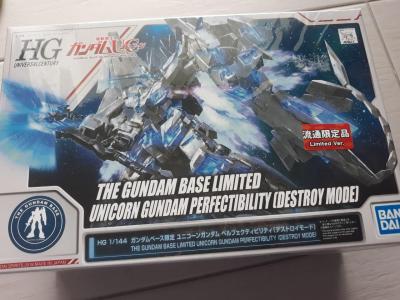 HG
UNIVERSAL CENTURY
機動戦士
ガンダムUC
流通限定品
Limited Ver.
THE GUNDAM BASE LIMITED
UNICORN GUNDAM PERFECTIBILITY (DESTROY MODE)
THE GUNDAM BASE
BANDAI
HG 1/144 ガンダムベース限定 ユニコーンガンダム ペルフェクティビリティ(デストロイモード)
THE GUNDAM BASE LIMITED UNICORN GUNDAM PERFECTIBILITY (DESTROY MODE)